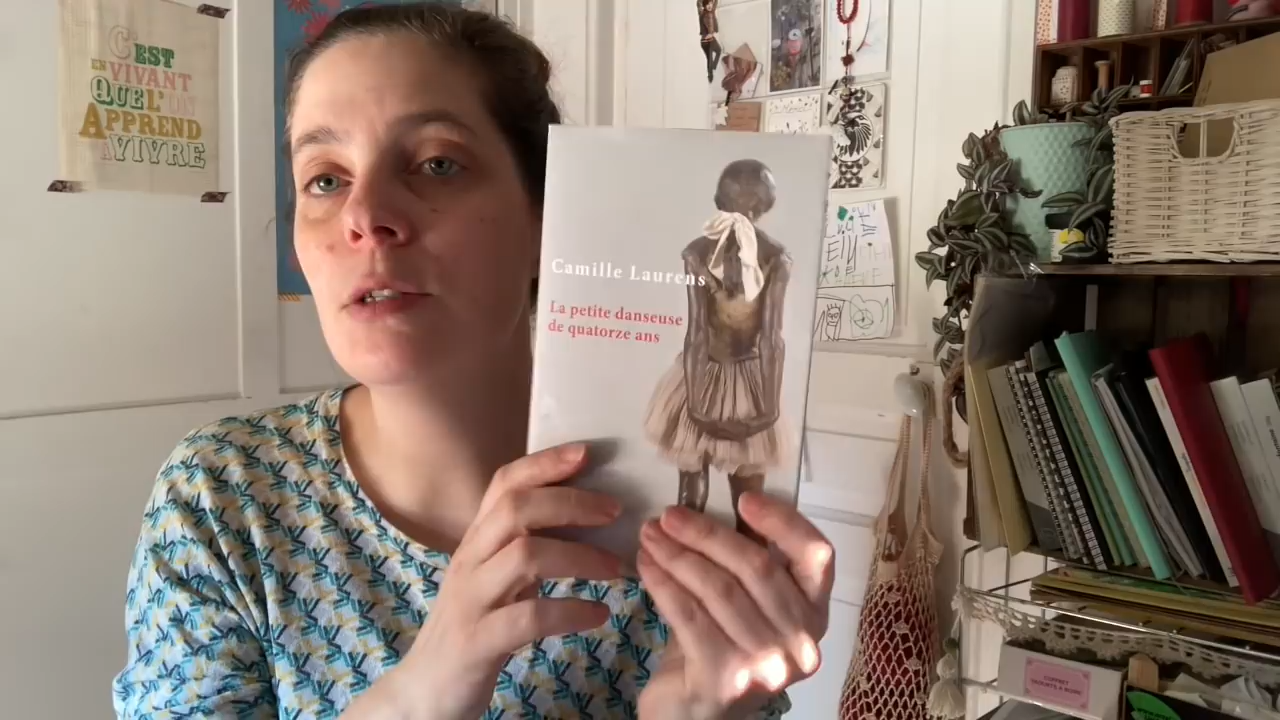 C'EST
EN VIVANT
QUE L'ON
APPREND
À VIVRE
Camille Laurens
La petite danseuse
de quatorze ans